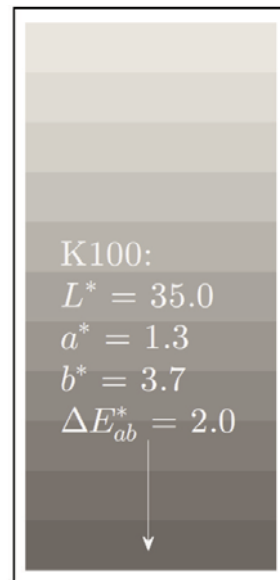 K100:
L* = 35.0
a* = 1.3
b* = 3.7
ΔE*ab = 2.0